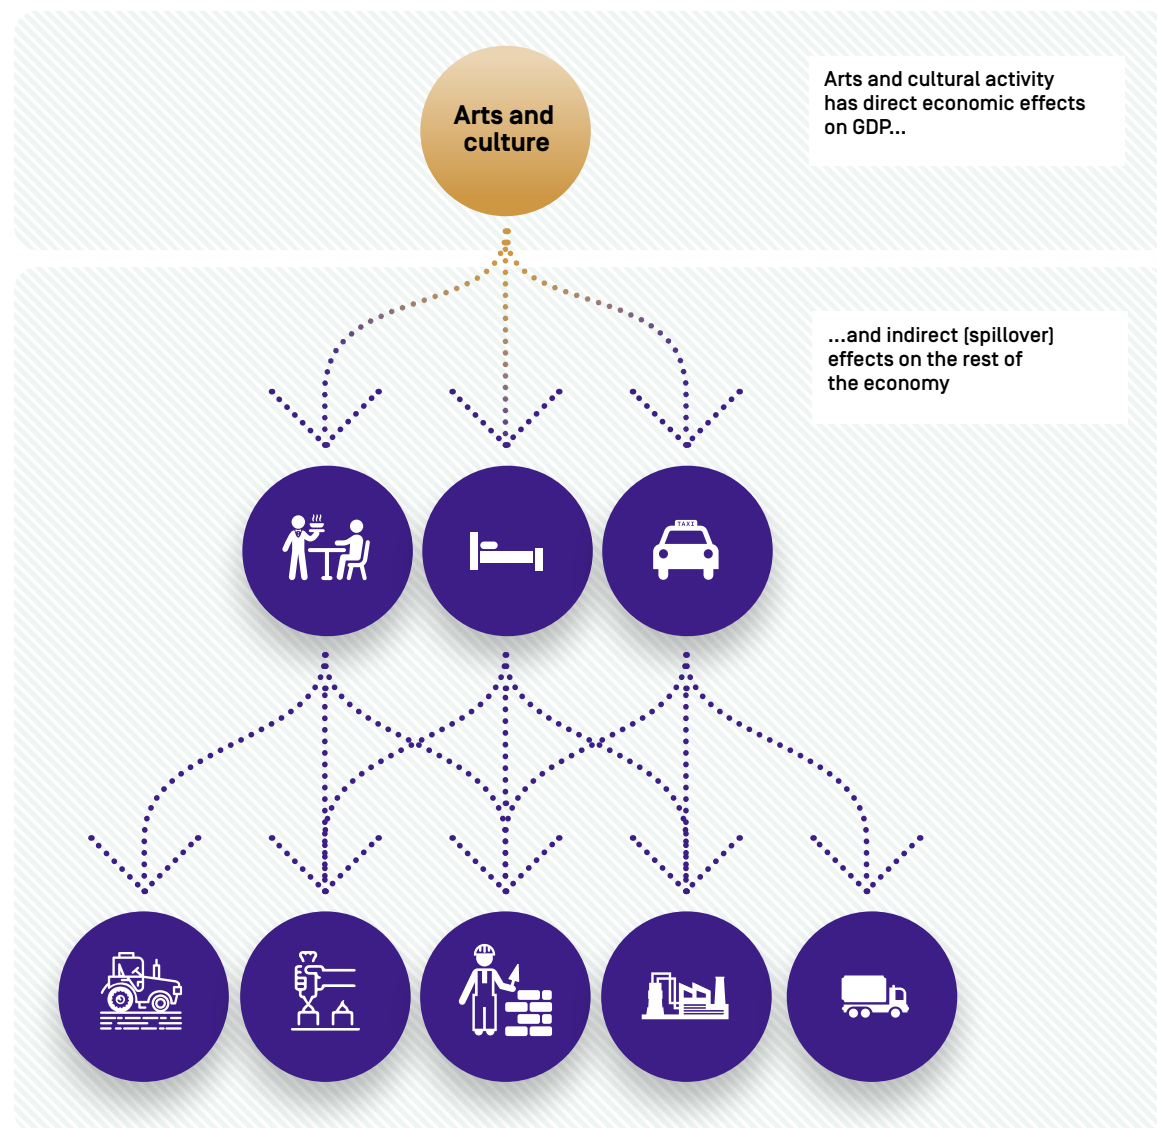 Arts and
culture
Arts and cultural activity
has direct economic effects
on GDP...
...and indirect (spillover)
effects on the rest of
the economy
TAXI